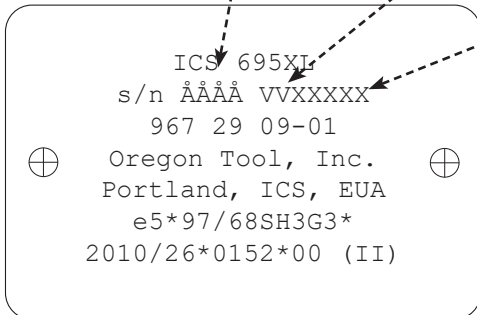 ICS 695XL
s/n ÅÅÅÅ VVXXXXX
967 29 09-01
Oregon Tool, Inc.
Portland, ICS, EUA
e5*97/68SH3G3*
2010/26*0152*00 (II)